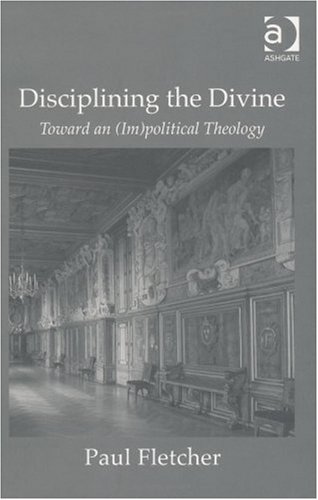 A
ASHGATE
Disciplining the Divine
Toward an (Im)political Theology
Paul Fletcher